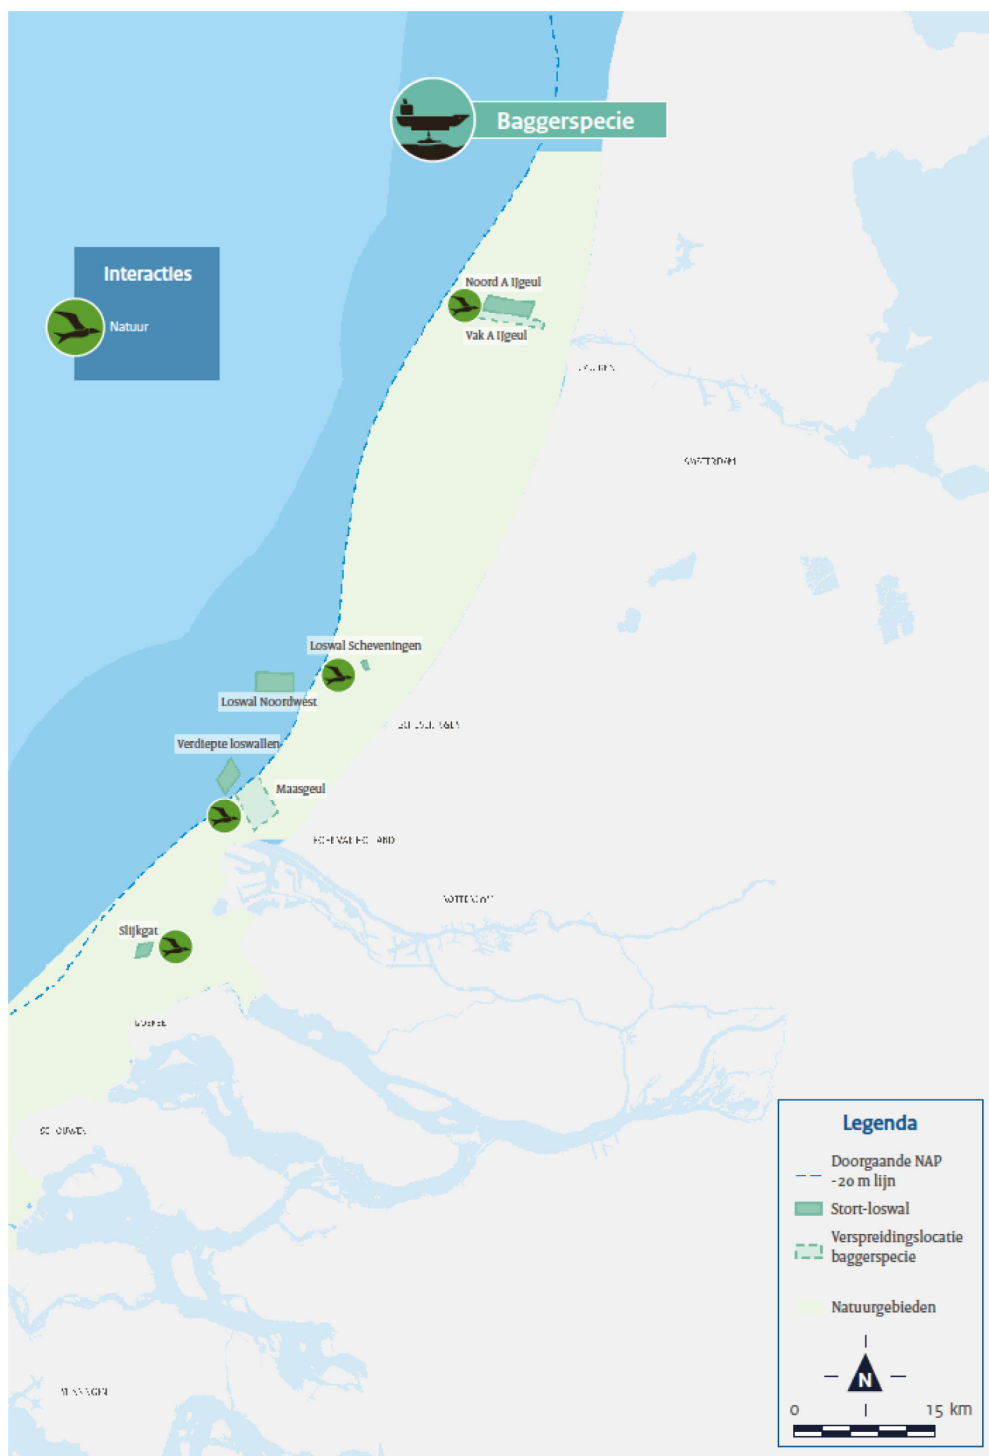 Baggerspecie
Interacties
Natuur
Noord A IJgeul
Vak A IJgeul
Loswal Scheveningen
Loswal Noordwest
Verdiepte loswallen
Maasgeul
Slijkgat
Legenda
Doorgaande NAP
-20 m lijn
Stort-loswal
Verspreidingslocatie
baggerspecie
Natuurgebieden
N
0 15 km